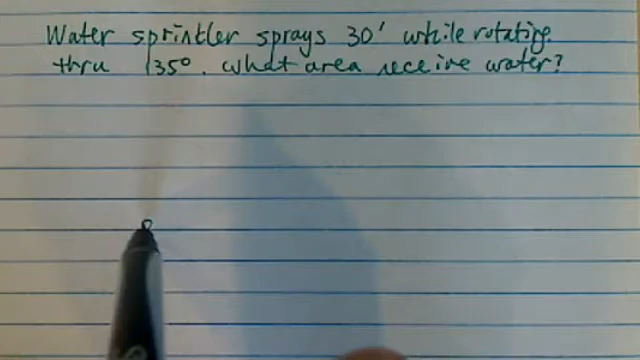 Water sprinkler sprays 30' while rotating
thru 135°. What area receive water?